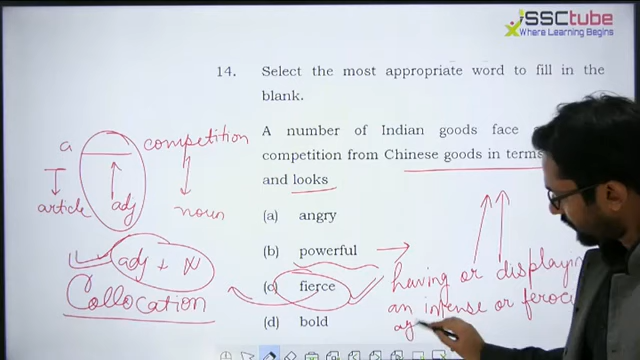 SSCtube
Where Learning Begins
14. Select the most appropriate word to fill in the
blank.
A number of Indian goods face
competition from Chinese goods in terms
and looks
(a) angry
(b) powerful
(c) fierce
(d) bold
a competition
article adj noun
adj + N
Collocation
having or displaying
an intense or
ag